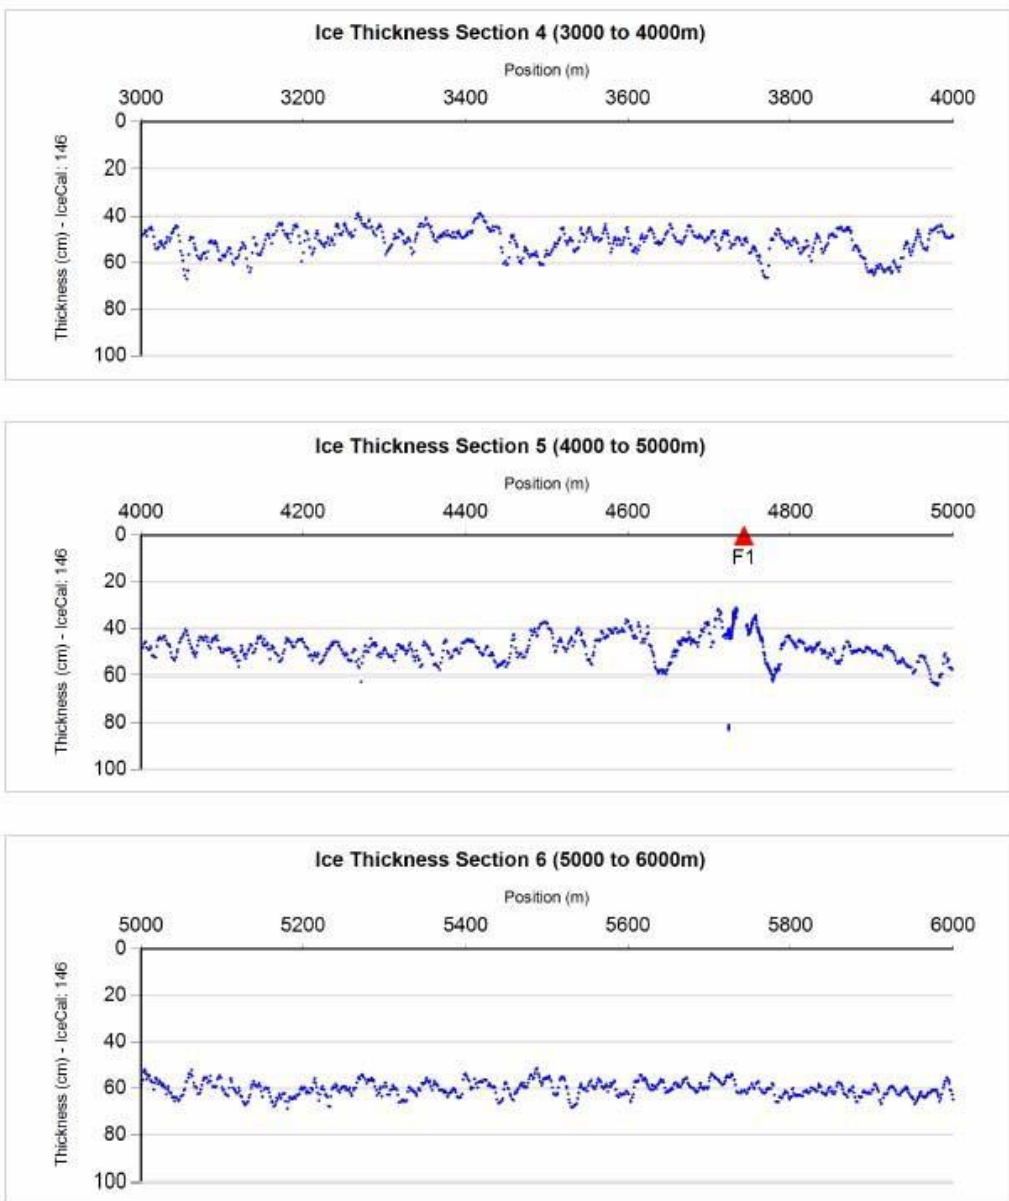 Ice Thickness Section 4 (3000 to 4000m)
Position (m)
3000 3200 3400 3600 3800 4000
0
20
40
60
80
100
Thickness (cm) - IceCal: 146
Ice Thickness Section 5 (4000 to 5000m)
Position (m)
4000 4200 4400 4600 4800 5000
0
F1
20
40
60
80
100
Thickness (cm) - IceCal: 146
Ice Thickness Section 6 (5000 to 6000m)
Position (m)
5000 5200 5400 5600 5800 6000
0
20
40
60
80
100
Thickness (cm) - IceCal: 146